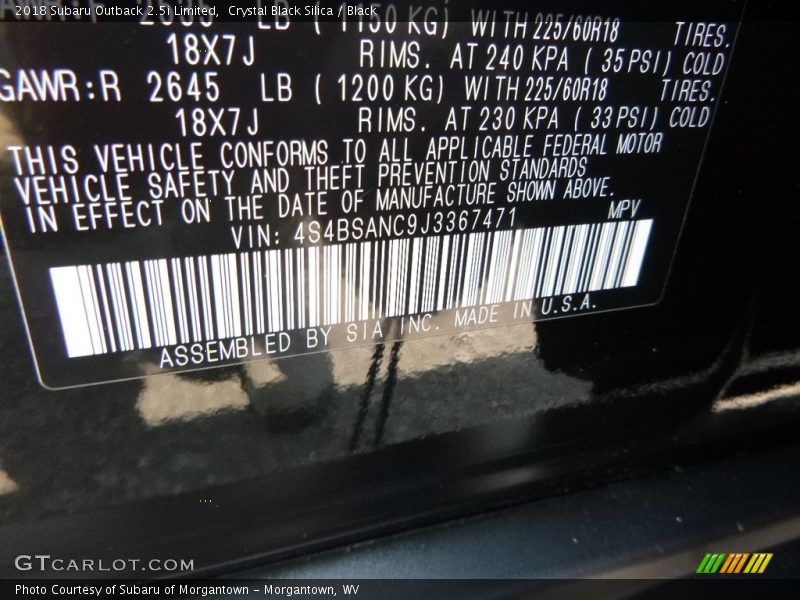 2018 Subaru Outback 2.5i Limited, Crystal Black Silica / Black
LB ( 1150 KG) WITH 225/60R18 TIRES.
18X7J RIMS. AT 240 KPA ( 35 PSI) COLD
GAWR:R 2645 LB ( 1200 KG) WITH 225/60R18 TIRES.
18X7J RIMS. AT 230 KPA ( 33 PSI) COLD
THIS VEHICLE CONFORMS TO ALL APPLICABLE FEDERAL MOTOR
VEHICLE SAFETY AND THEFT PREVENTION STANDARDS
IN EFFECT ON THE DATE OF MANUFACTURE SHOWN ABOVE.
VIN: 4S4BSANC9J3367471 MPV
ASSEMBLED BY SIA INC. MADE IN U.S.A.
GTCARLOT.COM
Photo Courtesy of Subaru of Morgantown - Morgantown, WV